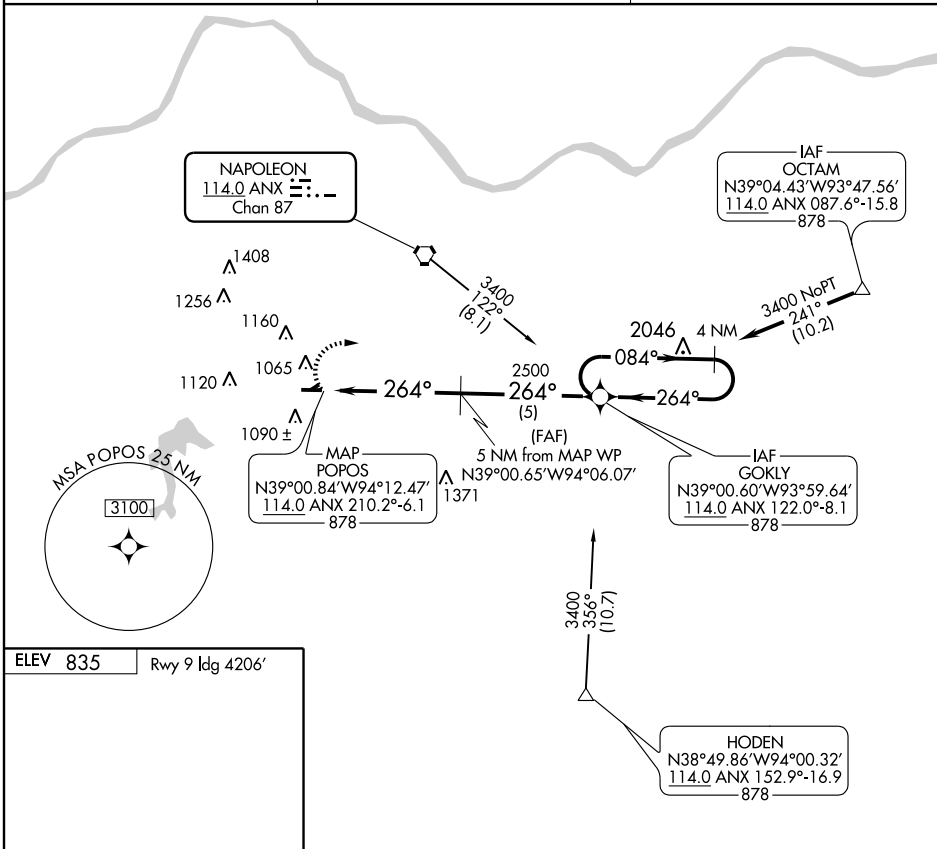 NAPOLEON
114.0 ANX
Chan 87
IAF
OCTAM
N39°04.43'W93°47.56'
114.0 ANX 087.6°-15.8
878
1408
1256
1160
1065
1120
1090 ±
3400
122°
(8.1)
3400 NoPT
241°
(10.2)
2046
4 NM
084°
264°
2500
264°
(5)
264°
(FAF)
5 NM from MAP WP
N39°00.65'W94°06.07'
1371
MAP
POPOS
N39°00.84'W94°12.47'
114.0 ANX 210.2°-6.1
878
IAF
GOKLY
N39°00.60'W93°59.64'
114.0 ANX 122.0°-8.1
878
MSA POPOS 25 NM
3100
3400
356°
(10.7)
ELEV 835
Rwy 9 ldg 4206'
HODEN
N38°49.86'W94°00.32'
114.0 ANX 152.9°-16.9
878